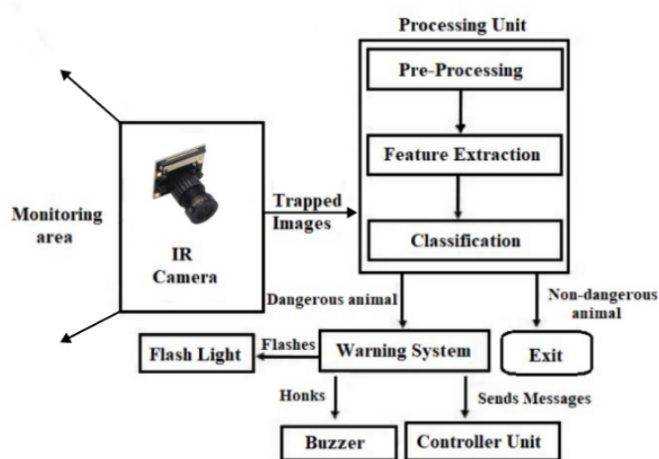 Processing Unit
Pre-Processing
Feature Extraction
Classification
Trapped
Images
Monitoring
area
IR
Camera
Dangerous animal
Non-dangerous
animal
Flash Light
Flashes
Warning System
Exit
Honks
Sends Messages
Buzzer
Controller Unit